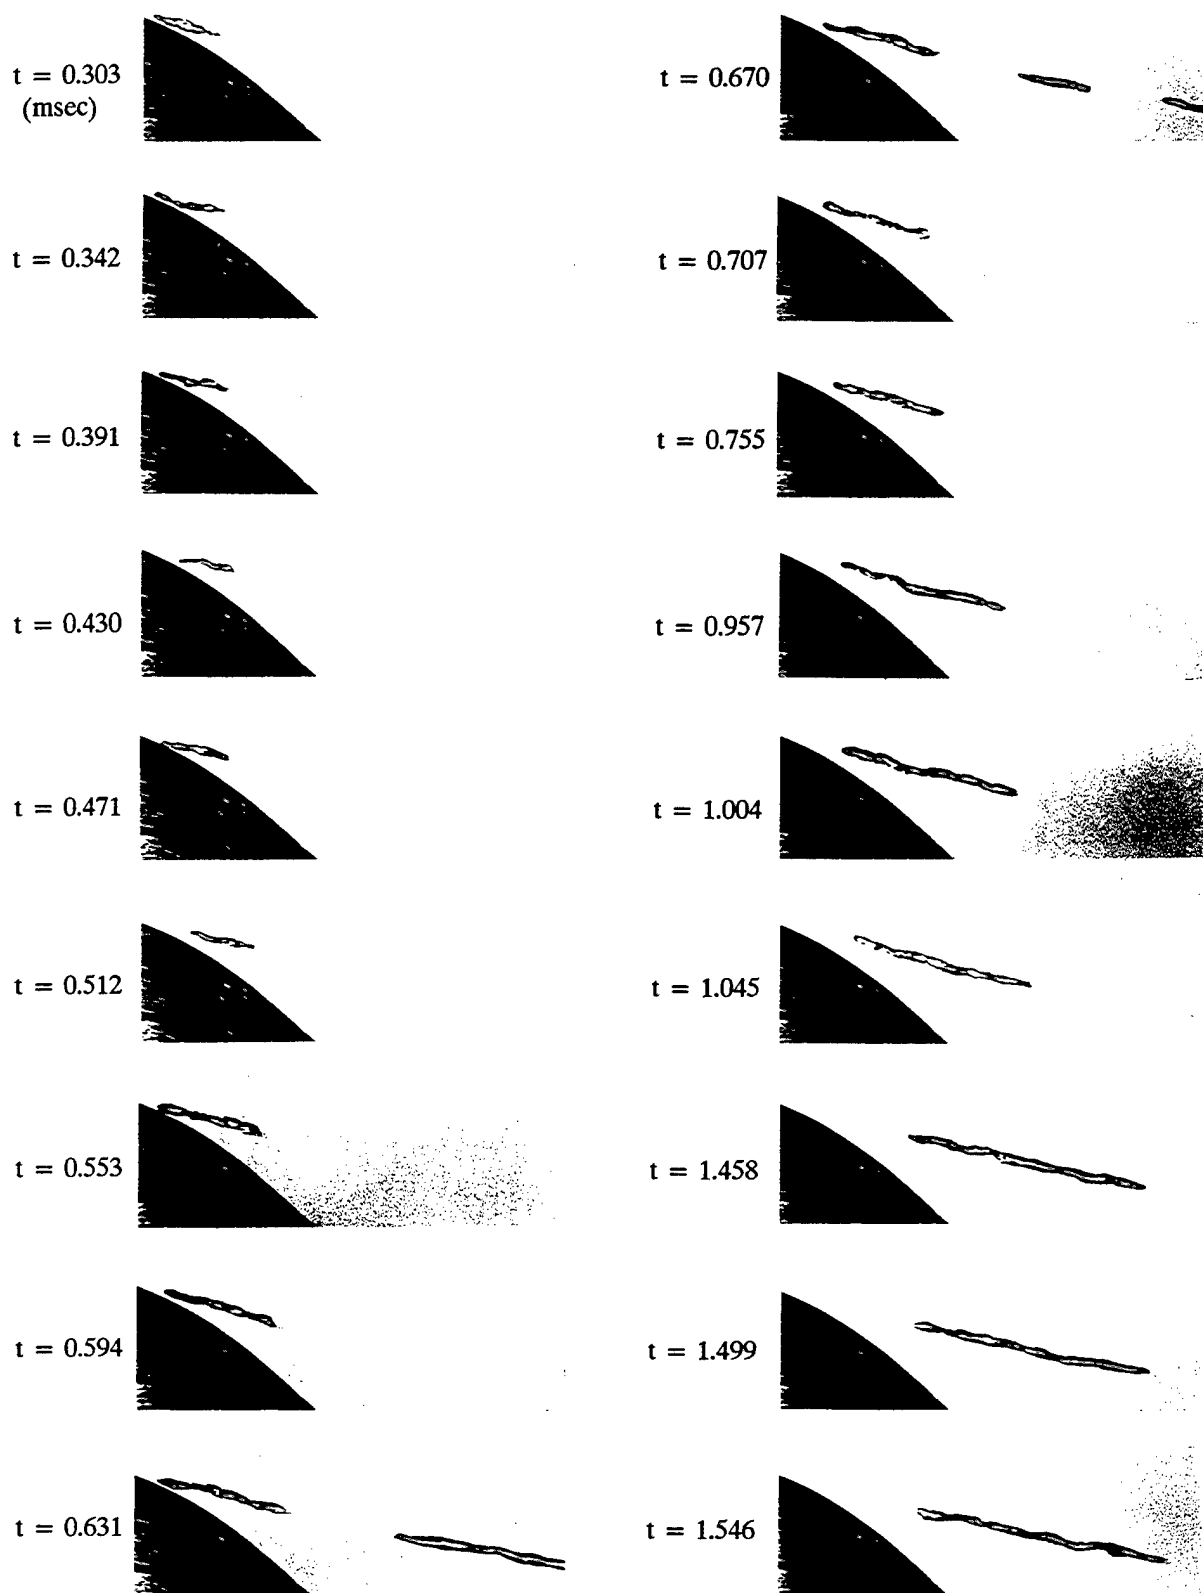 t = 0.303
(msec)
t = 0.342
t = 0.391
t = 0.430
t = 0.471
t = 0.512
t = 0.553
t = 0.594
t = 0.631
t = 0.670
t = 0.707
t = 0.755
t = 0.957
t = 1.004
t = 1.045
t = 1.458
t = 1.499
t = 1.546